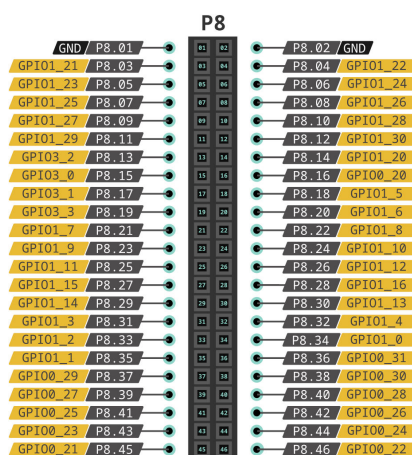 P8
GND P8.01 01 02 P8.02 GND
GPIO1_21 P8.03 03 04 P8.04 GPIO1_22
GPIO1_23 P8.05 05 06 P8.06 GPIO1_24
GPIO1_25 P8.07 07 08 P8.08 GPIO1_26
GPIO1_27 P8.09 09 10 P8.10 GPIO1_28
GPIO1_29 P8.11 11 12 P8.12 GPIO1_30
GPIO3_2 P8.13 13 14 P8.14 GPIO1_20
GPIO3_0 P8.15 15 16 P8.16 GPIO0_20
GPIO3_1 P8.17 17 18 P8.18 GPIO1_5
GPIO3_3 P8.19 19 20 P8.20 GPIO1_6
GPIO1_7 P8.21 21 22 P8.22 GPIO1_8
GPIO1_9 P8.23 23 24 P8.24 GPIO1_10
GPIO1_11 P8.25 25 26 P8.26 GPIO1_12
GPIO1_15 P8.27 27 28 P8.28 GPIO1_16
GPIO1_14 P8.29 29 30 P8.30 GPIO1_13
GPIO1_3 P8.31 31 32 P8.32 GPIO1_4
GPIO1_2 P8.33 33 34 P8.34 GPIO1_0
GPIO1_1 P8.35 35 36 P8.36 GPIO0_31
GPIO0_29 P8.37 37 38 P8.38 GPIO0_30
GPIO0_27 P8.39 39 40 P8.40 GPIO0_28
GPIO0_25 P8.41 41 42 P8.42 GPIO0_26
GPIO0_23 P8.43 43 44 P8.44 GPIO0_24
GPIO0_21 P8.45 45 46 P8.46 GPIO0_22